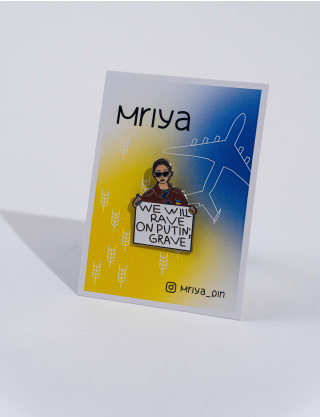 Mriya
WE WILL
RAVE
ON PUTIN'S
GRAVE
Mriya_pin